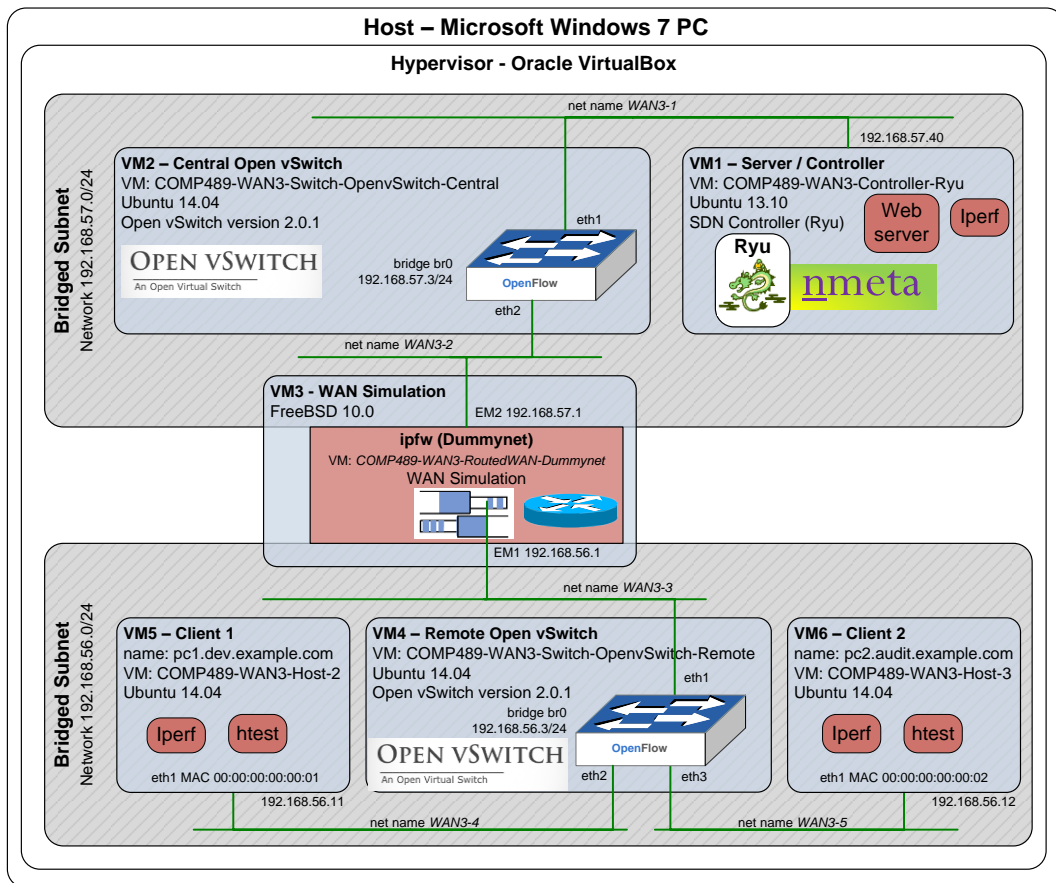 Host – Microsoft Windows 7 PC
Hypervisor - Oracle VirtualBox
Bridged Subnet
Network 192.168.57.0/24
net name WAN3-1
192.168.57.40
VM2 – Central Open vSwitch
VM: COMP489-WAN3-Switch-OpenvSwitch-Central
Ubuntu 14.04
Open vSwitch version 2.0.1
OPEN VSWITCH
An Open Virtual Switch
eth1
bridge br0
192.168.57.3/24
OpenFlow
eth2
VM1 – Server / Controller
VM: COMP489-WAN3-Controller-Ryu
Ubuntu 13.10
SDN Controller (Ryu)
Web
server
Iperf
Ryu
nmeta
net name WAN3-2
VM3 - WAN Simulation
FreeBSD 10.0
EM2 192.168.57.1
ipfw (Dummynet)
VM: COMP489-WAN3-RoutedWAN-Dummynet
WAN Simulation
EM1 192.168.56.1
Bridged Subnet
Network 192.168.56.0/24
net name WAN3-3
VM5 – Client 1
name: pc1.dev.example.com
VM: COMP489-WAN3-Host-2
Ubuntu 14.04
Iperf
htest
eth1 MAC 00:00:00:00:00:01
192.168.56.11
VM4 – Remote Open vSwitch
VM: COMP489-WAN3-Switch-OpenvSwitch-Remote
Ubuntu 14.04
Open vSwitch version 2.0.1
eth1
bridge br0
192.168.56.3/24
OPEN VSWITCH
An Open Virtual Switch
OpenFlow
eth2
eth3
VM6 – Client 2
name: pc2.audit.example.com
VM: COMP489-WAN3-Host-3
Ubuntu 14.04
Iperf
htest
eth1 MAC 00:00:00:00:00:02
192.168.56.12
net name WAN3-4
net name WAN3-5